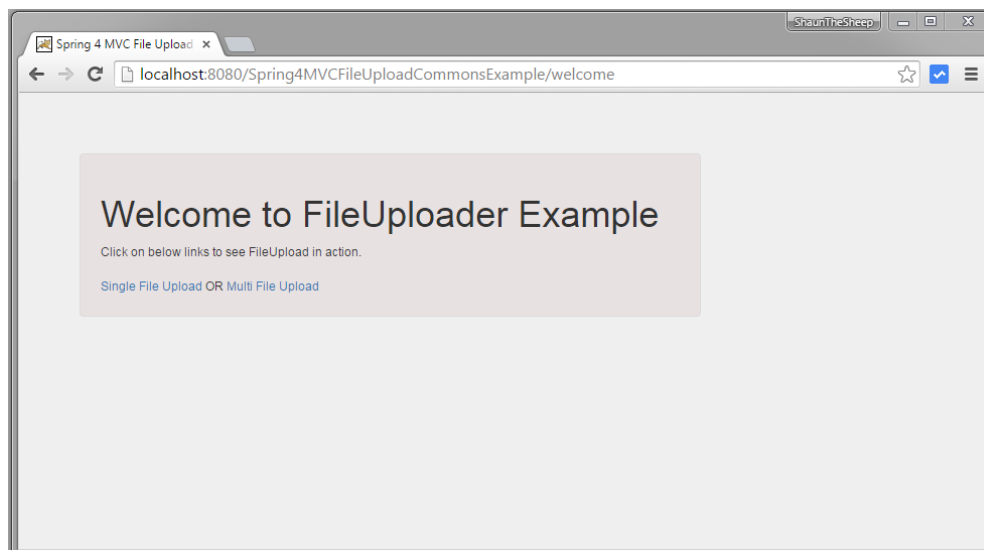 ShaunTheSheep
Spring 4 MVC File Upload
localhost:8080/Spring4MVCFileUploadCommonsExample/welcome
Welcome to FileUploader Example
Click on below links to see FileUpload in action.
Single File Upload OR Multi File Upload